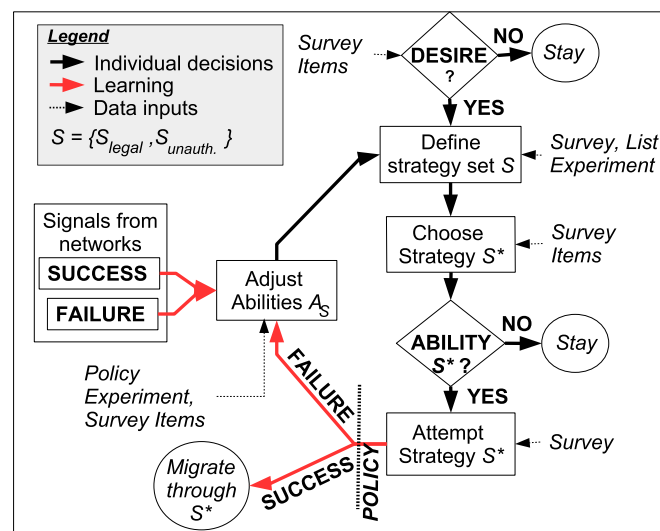 Legend
Individual decisions
Learning
Data inputs
S = {S_legal , S_unauth. }
Survey
Items
DESIRE
?
NO
Stay
YES
Define
strategy set S
Survey, List
Experiment
Signals from
networks
SUCCESS
FAILURE
Adjust
Abilities A_S
Choose
Strategy S*
Survey
Items
ABILITY
S* ?
NO
Stay
YES
Policy
Experiment,
Survey Items
FAILURE
Attempt
Strategy S*
Survey
POLICY
SUCCESS
Migrate
through
S*